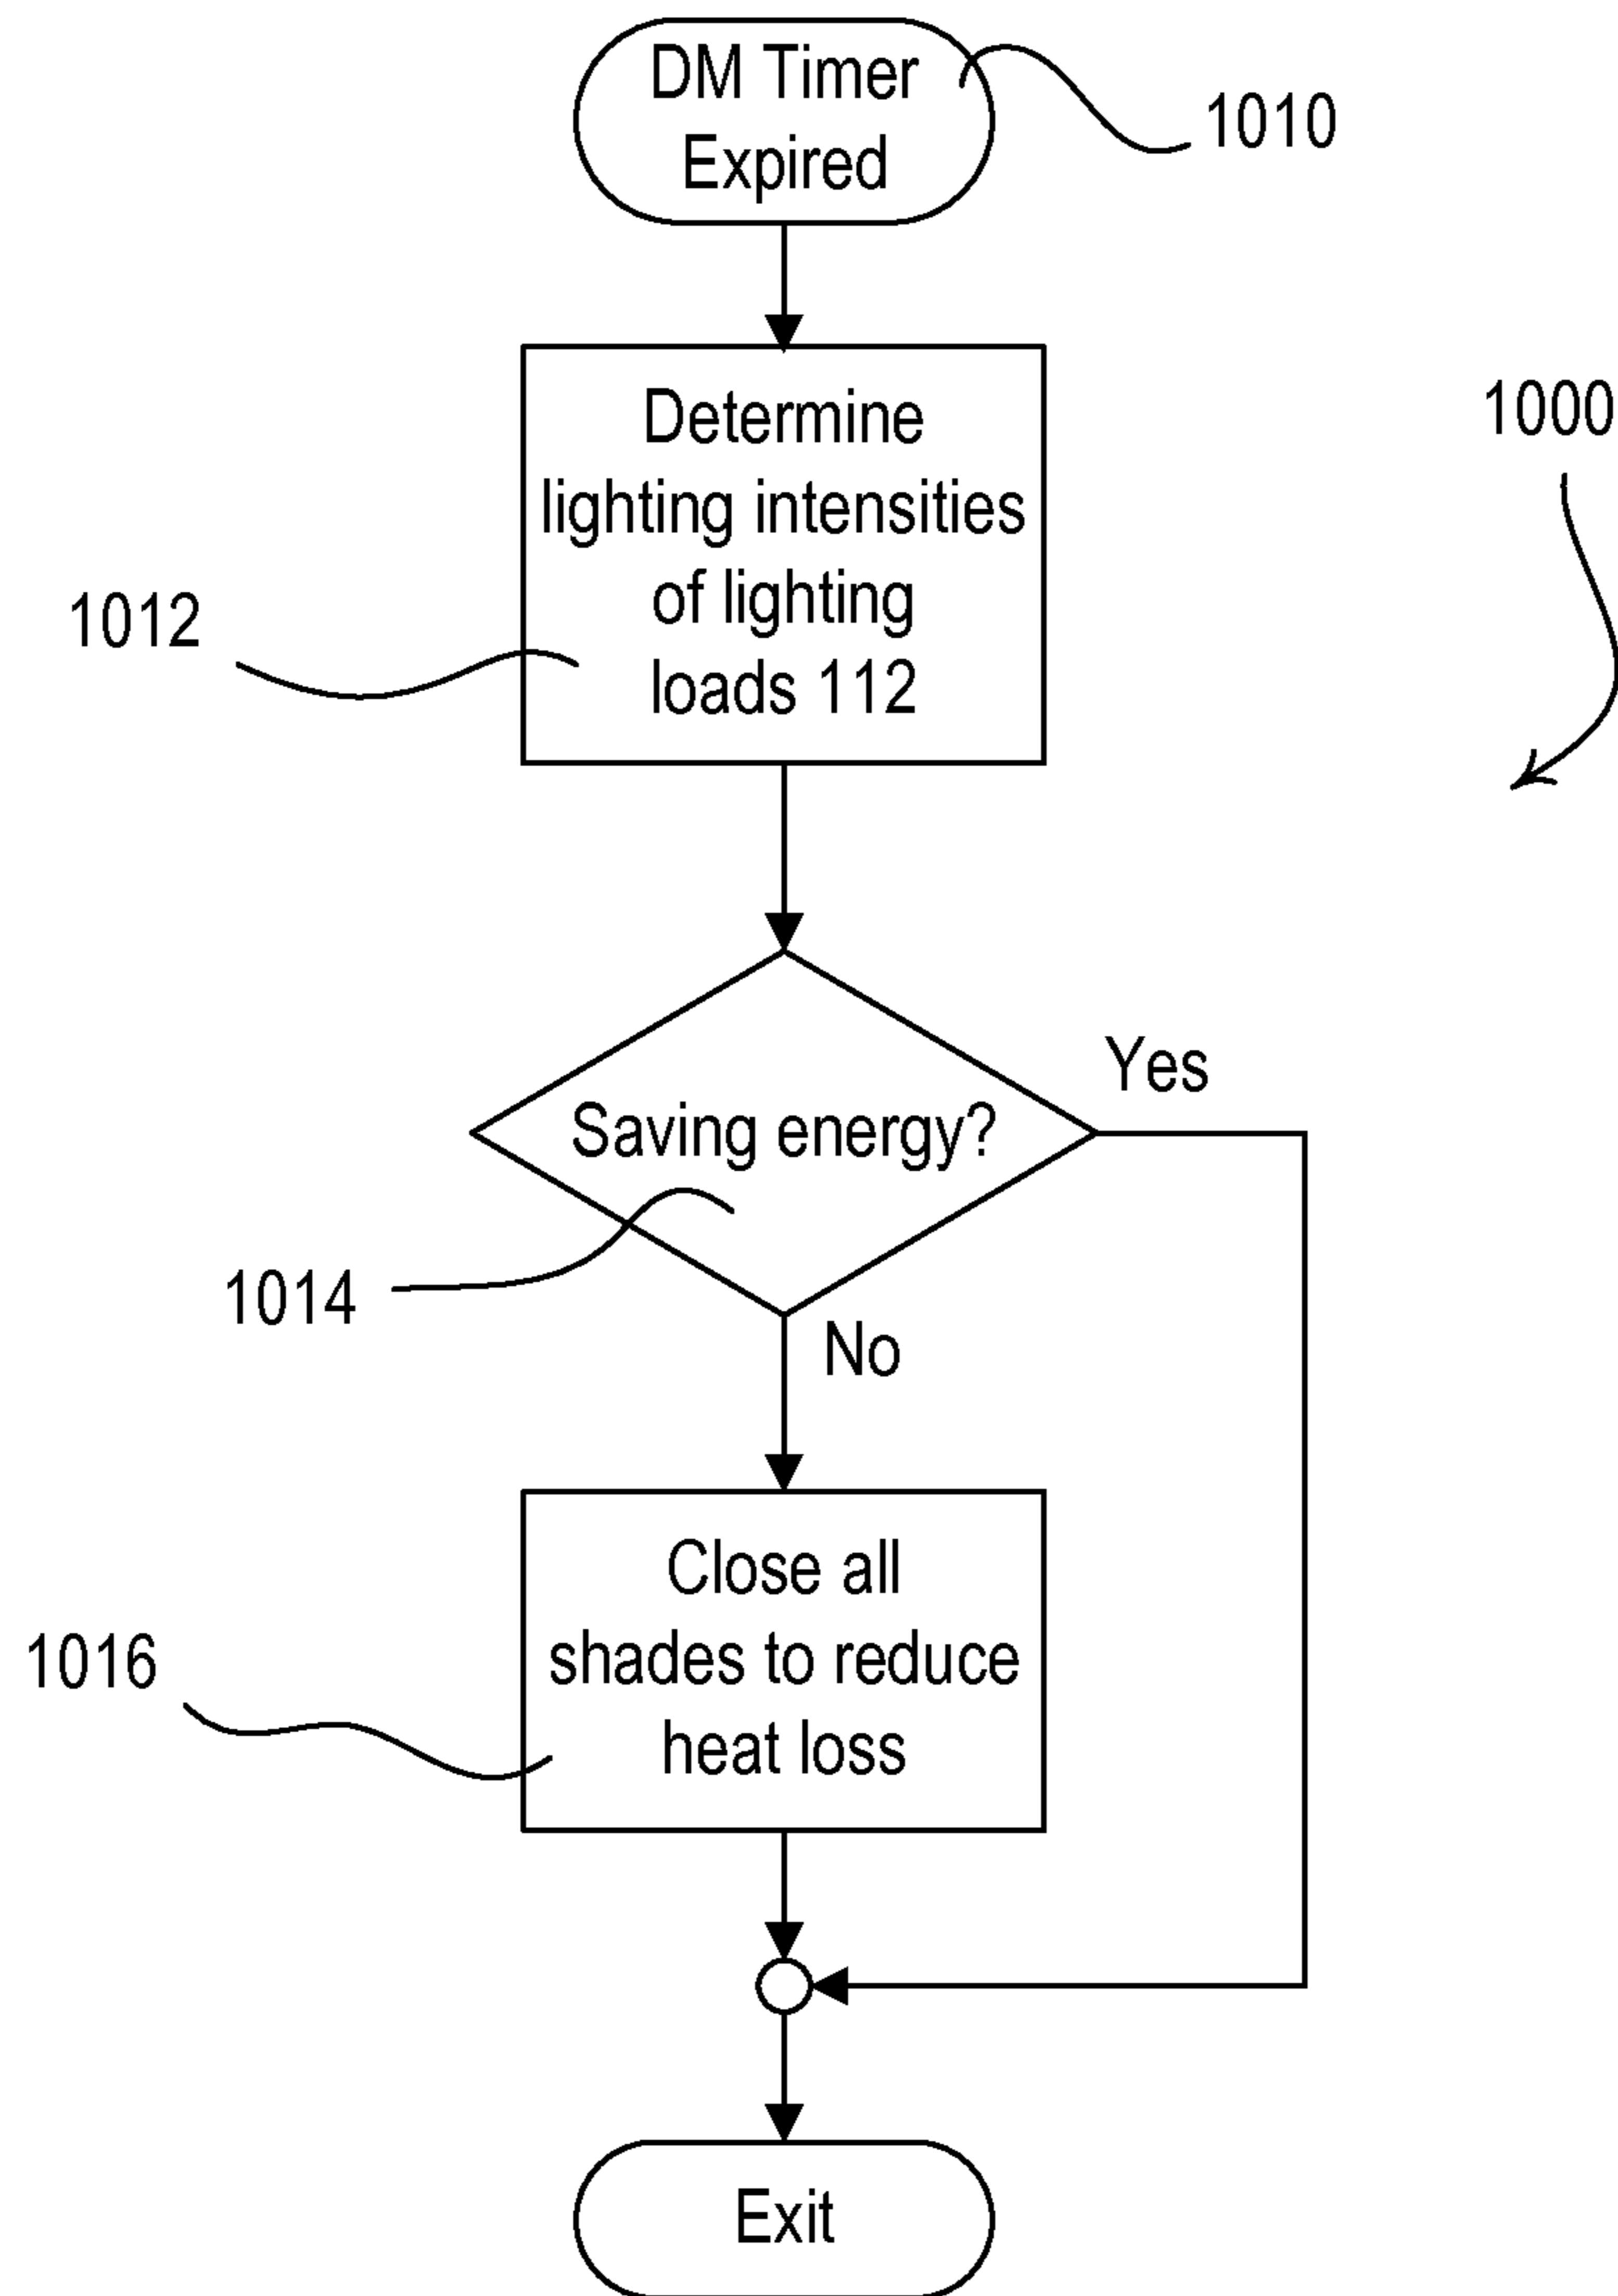 DM Timer
Expired
1010
Determine
lighting intensities
of lighting
loads 112
1000
1012
Yes
Saving energy?
1014
No
Close all
shades to reduce
heat loss
1016
Exit